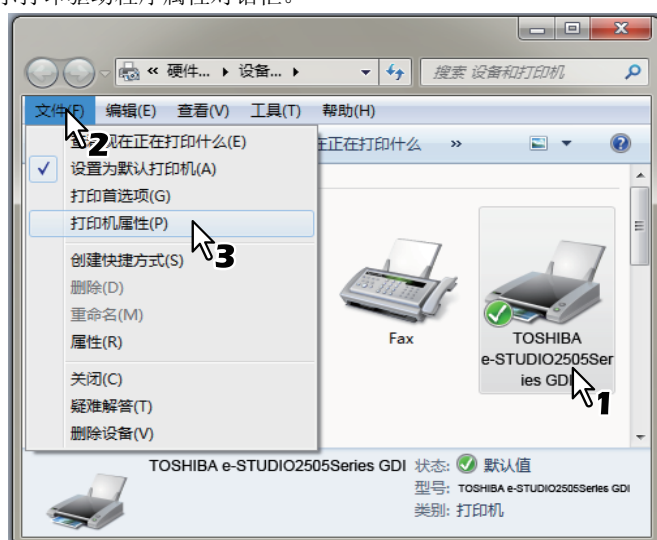 打印驱动程序属性对话框。
« 硬件... ▸ 设备... ▸
搜索 设备和打印机
文件(F) 编辑(E) 查看(V) 工具(T) 帮助(H)
2
现在正在打印什么(E)
正在打印什么 »
设置为默认打印机(A)
打印首选项(G)
打印机属性(P)
3
创建快捷方式(S)
删除(D)
重命名(M)
属性(R)
关闭(C)
疑难解答(T)
删除设备(V)
Fax
TOSHIBA
e-STUDIO2505Ser
ies GDI
1
TOSHIBA e-STUDIO2505Series GDI 状态: 默认值
型号: TOSHIBA e-STUDIO2505Series GDI
类别: 打印机